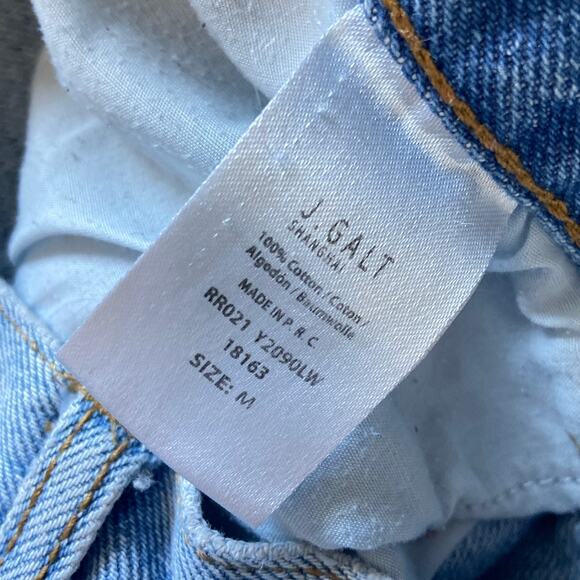 J. GALT
SHANGHAI
100% Cotton / Coton /
Algodón / Baumwolle
MADE IN P. R. C
RR021 Y2090LW
18163
SIZE: M